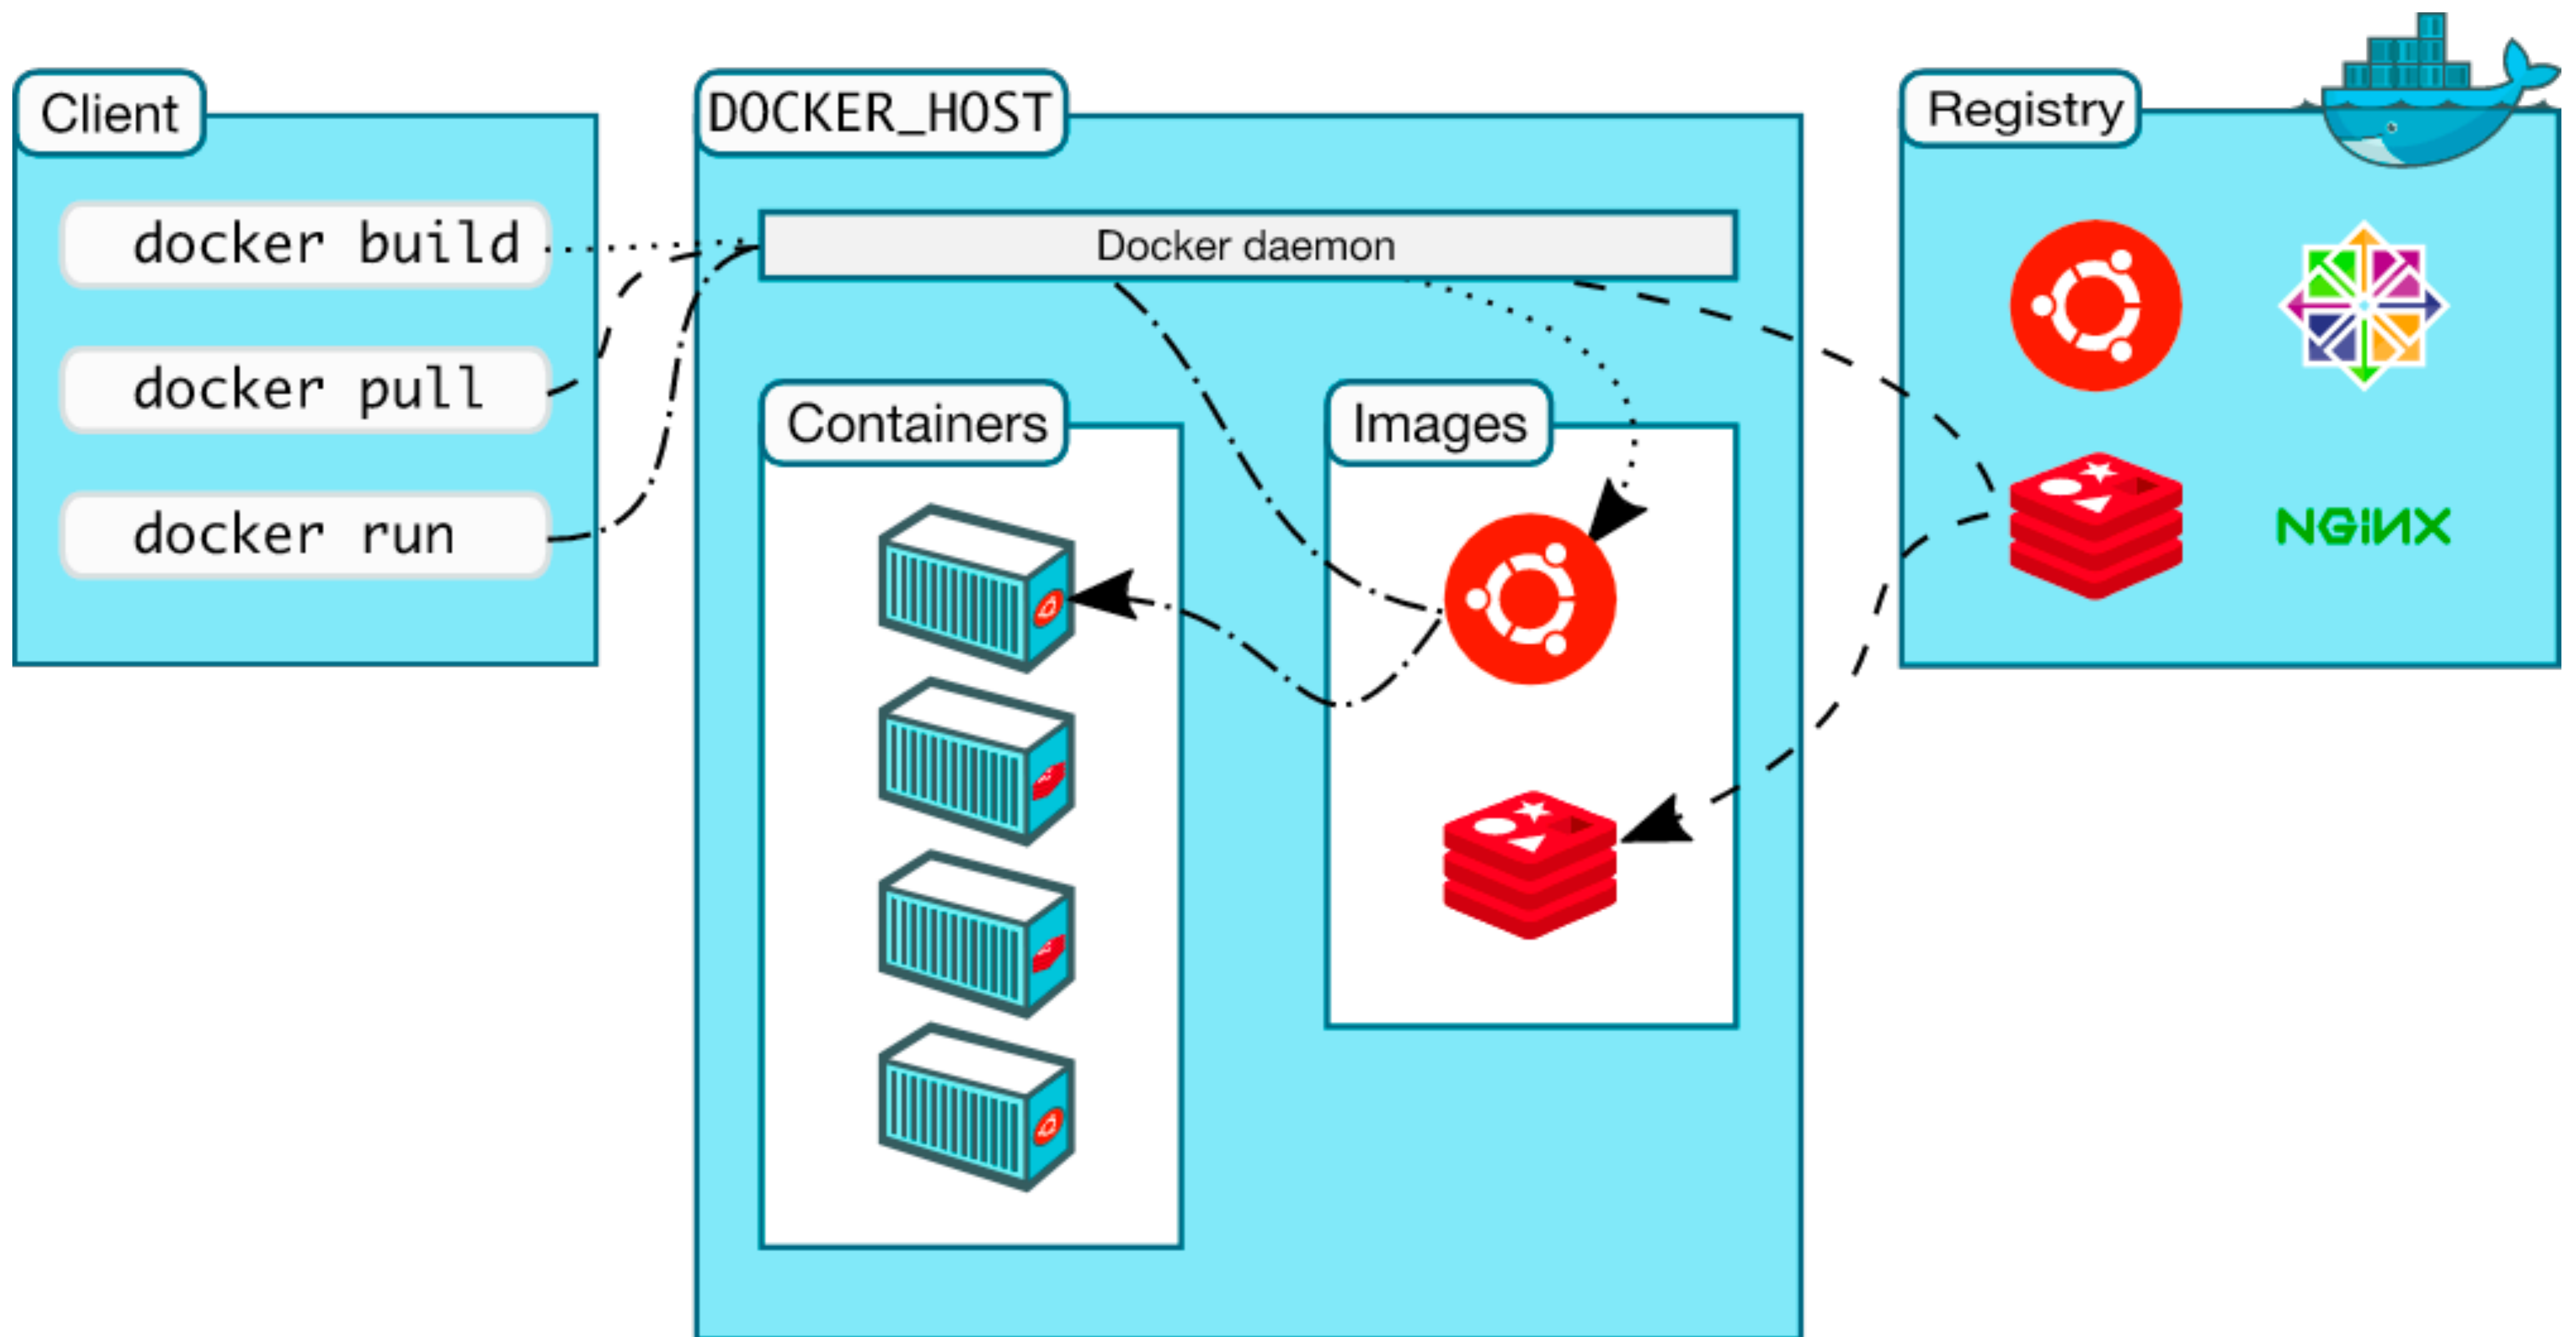 Client
docker build
docker pull
docker run
DOCKER_HOST
Docker daemon
Containers
Images
Registry
NGiNX